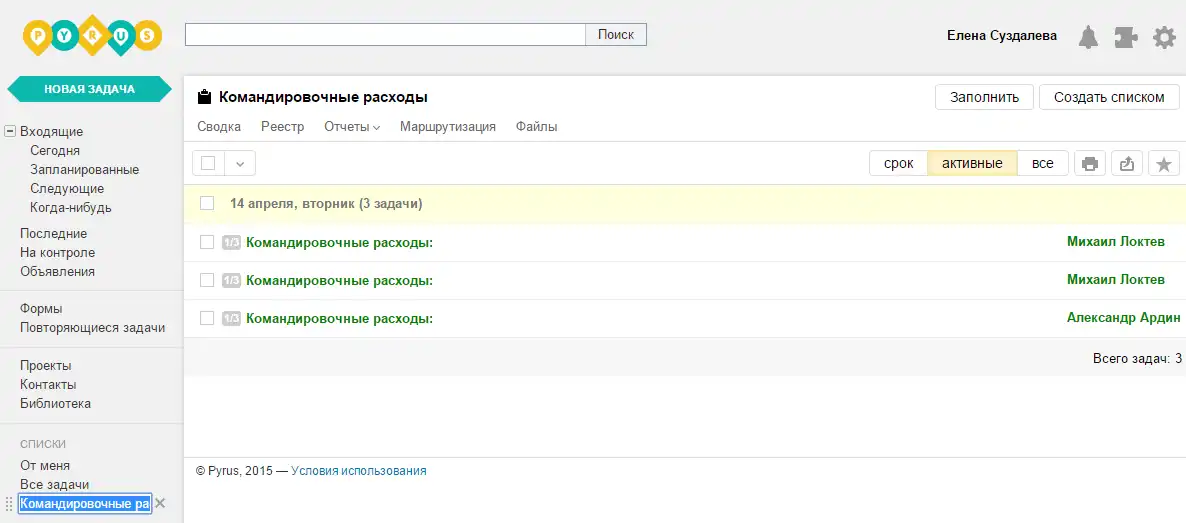 PYRUS
Поиск
Елена Суздалева
НОВАЯ ЗАДАЧА
Входящие
Сегодня
Запланированные
Следующие
Когда-нибудь
Последние
На контроле
Объявления
Формы
Повторяющиеся задачи
Проекты
Контакты
Библиотека
СПИСКИ
От меня
Все задачи
Командировочные ра
Командировочные расходы
Заполнить
Создать списком
Сводка Реестр Отчеты Маршрутизация Файлы
срок активные все
14 апреля, вторник (3 задачи)
1/3 Командировочные расходы: Михаил Локтев
1/3 Командировочные расходы: Михаил Локтев
1/3 Командировочные расходы: Александр Ардин
Всего задач: 3
© Pyrus, 2015 — Условия использования